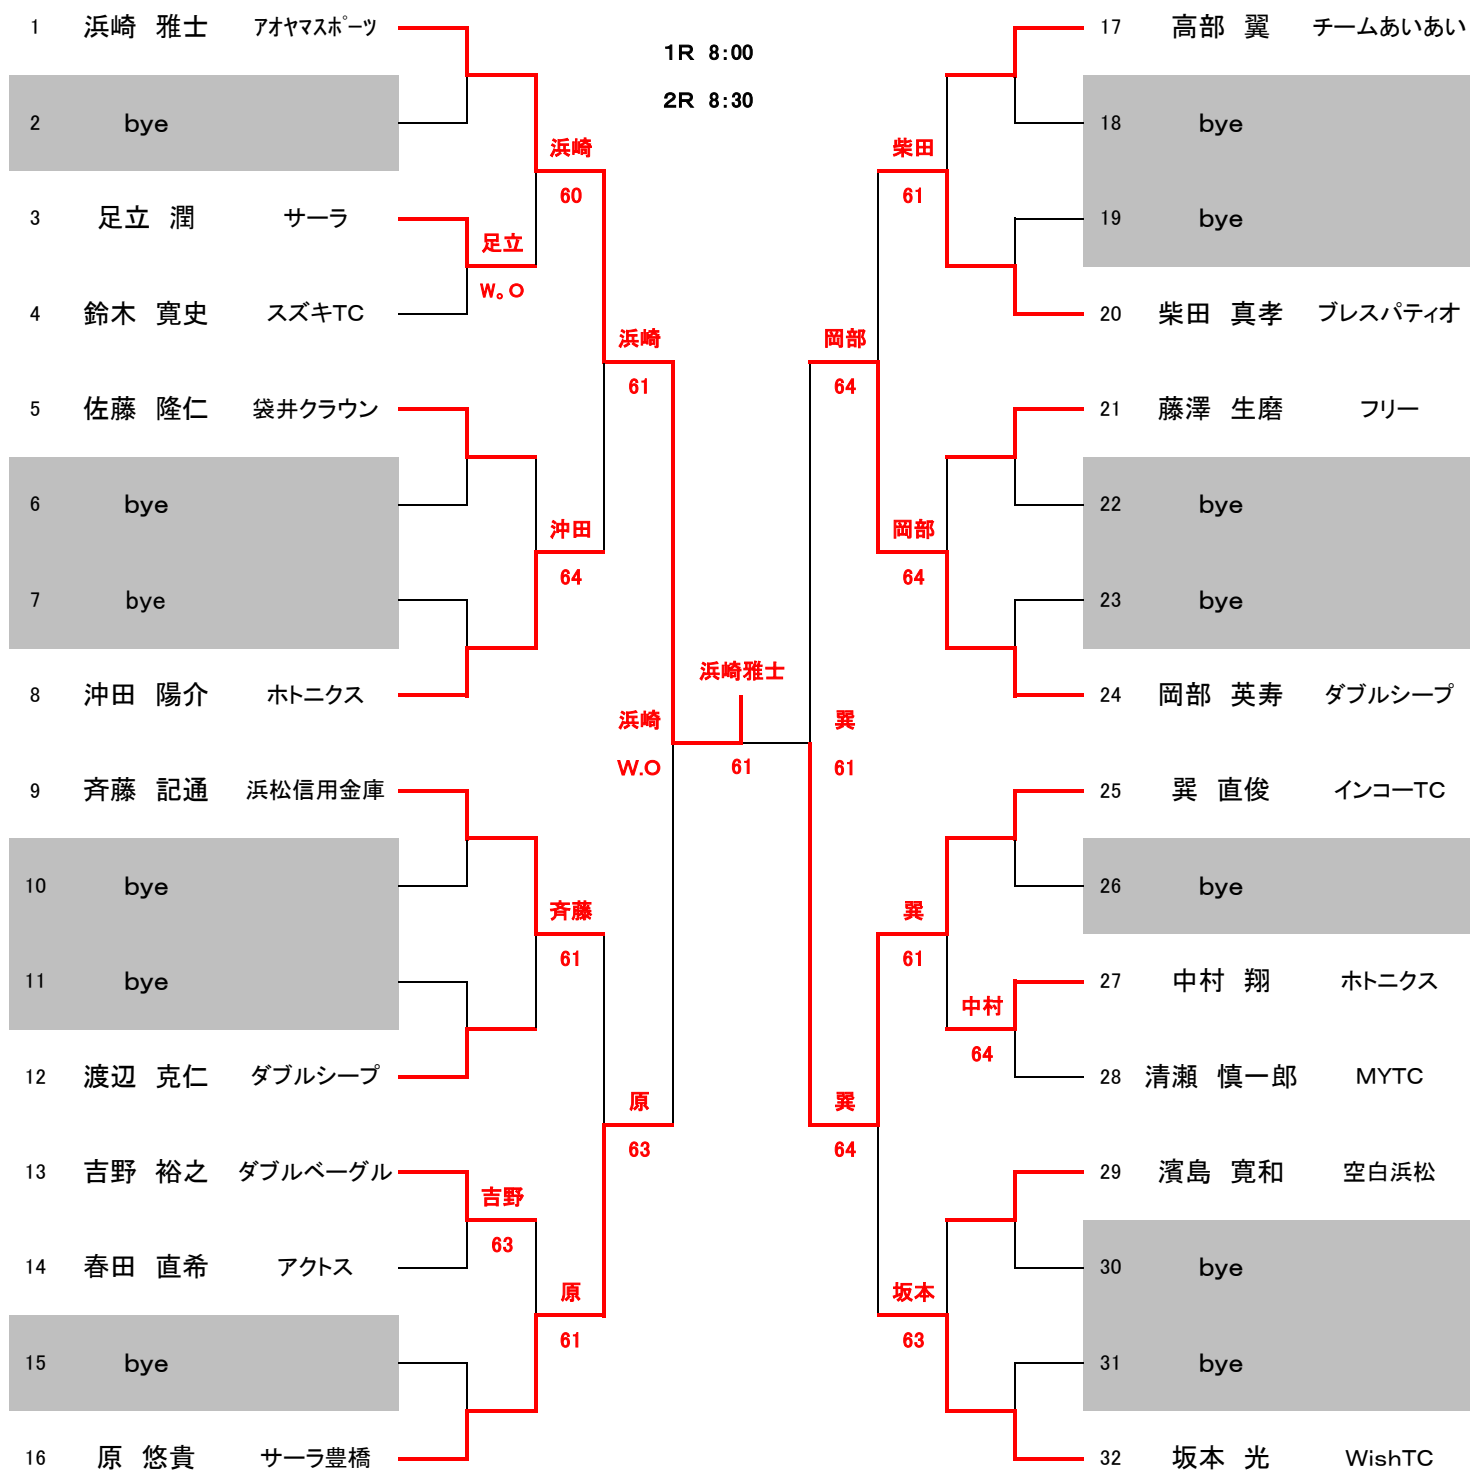 1 浜崎 雅士 アオヤマスポーツ
2 bye
3 足立 潤 サーラ
4 鈴木 寛史 スズキTC
5 佐藤 隆仁 袋井クラウン
6 bye
7 bye
8 沖田 陽介 ホトニクス
9 斉藤 記通 浜松信用金庫
10 bye
11 bye
12 渡辺 克仁 ダブルシープ
13 吉野 裕之 ダブルベーグル
14 春田 直希 アクトス
15 bye
16 原 悠貴 サーラ豊橋
足立
W。O
吉野
63
浜崎
60
沖田
64
斉藤
61
原
61
浜崎
61
原
63
浜崎
W.O
1R 8:00
2R 8:30
浜崎雅士
61
巽
61
岡部
64
巽
64
柴田
61
岡部
64
巽
61
坂本
63
中村
64
17 高部 翼 チームあいあい
18 bye
19 bye
20 柴田 真孝 ブレスパティオ
21 藤澤 生磨 フリー
22 bye
23 bye
24 岡部 英寿 ダブルシープ
25 巽 直俊 インコーTC
26 bye
27 中村 翔 ホトニクス
28 清瀬 慎一郎 MYTC
29 濱島 寛和 空白浜松
30 bye
31 bye
32 坂本 光 WishTC